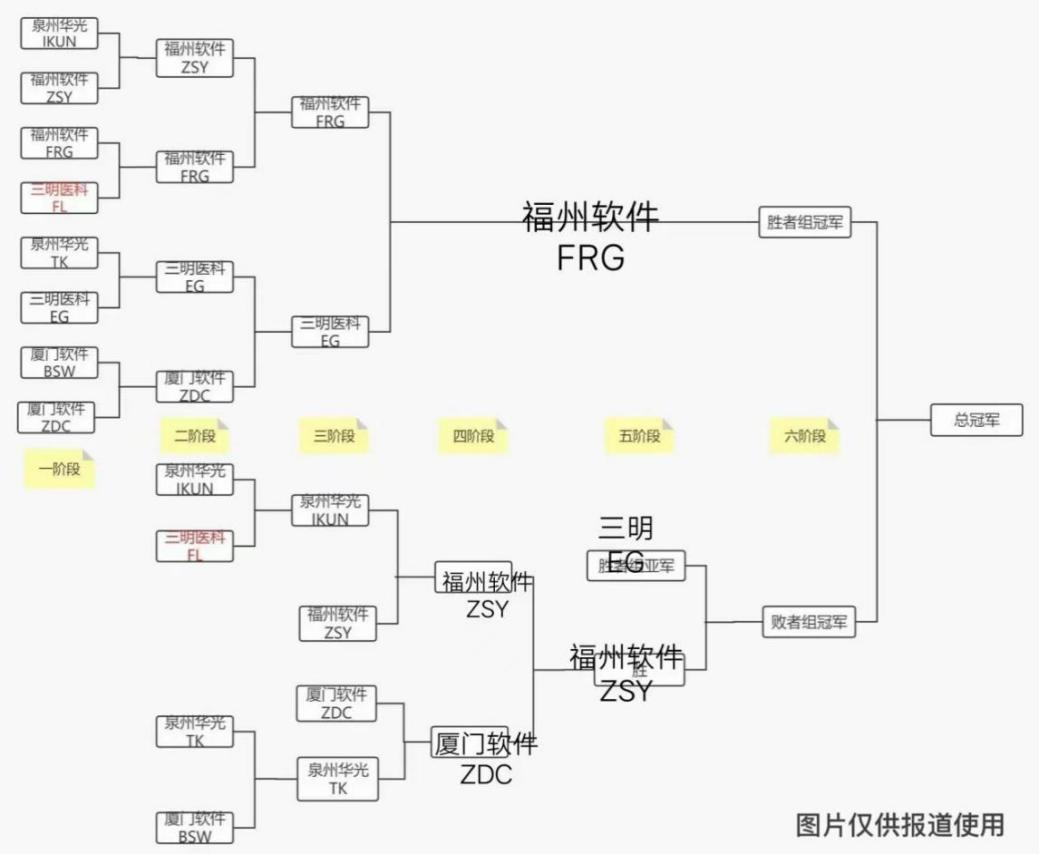 泉州华光
IKUN
福州软件
ZSY
福州软件
ZSY
福州软件
FRG
福州软件
FRG
福州软件
FRG
三明医科
FL
福州软件
FRG
胜者组冠军
泉州华光
TK
三明医科
EG
三明医科
EG
三明医科
EG
厦门软件
BSW
厦门软件
ZDC
厦门软件
ZDC
总冠军
一阶段
二阶段
三阶段
四阶段
五阶段
六阶段
泉州华光
IKUN
泉州华光
IKUN
三明医科
FL
三明
EG
胜者组亚军
福州软件
ZSY
福州软件
ZSY
败者组冠军
福州软件
ZSY
胜
厦门软件
ZDC
厦门软件
ZDC
泉州华光
TK
泉州华光
TK
厦门软件
BSW
图片仅供报道使用